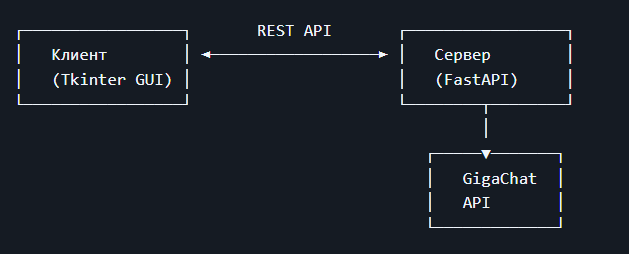 REST API
Клиент
(Tkinter GUI)
Сервер
(FastAPI)
GigaChat
API